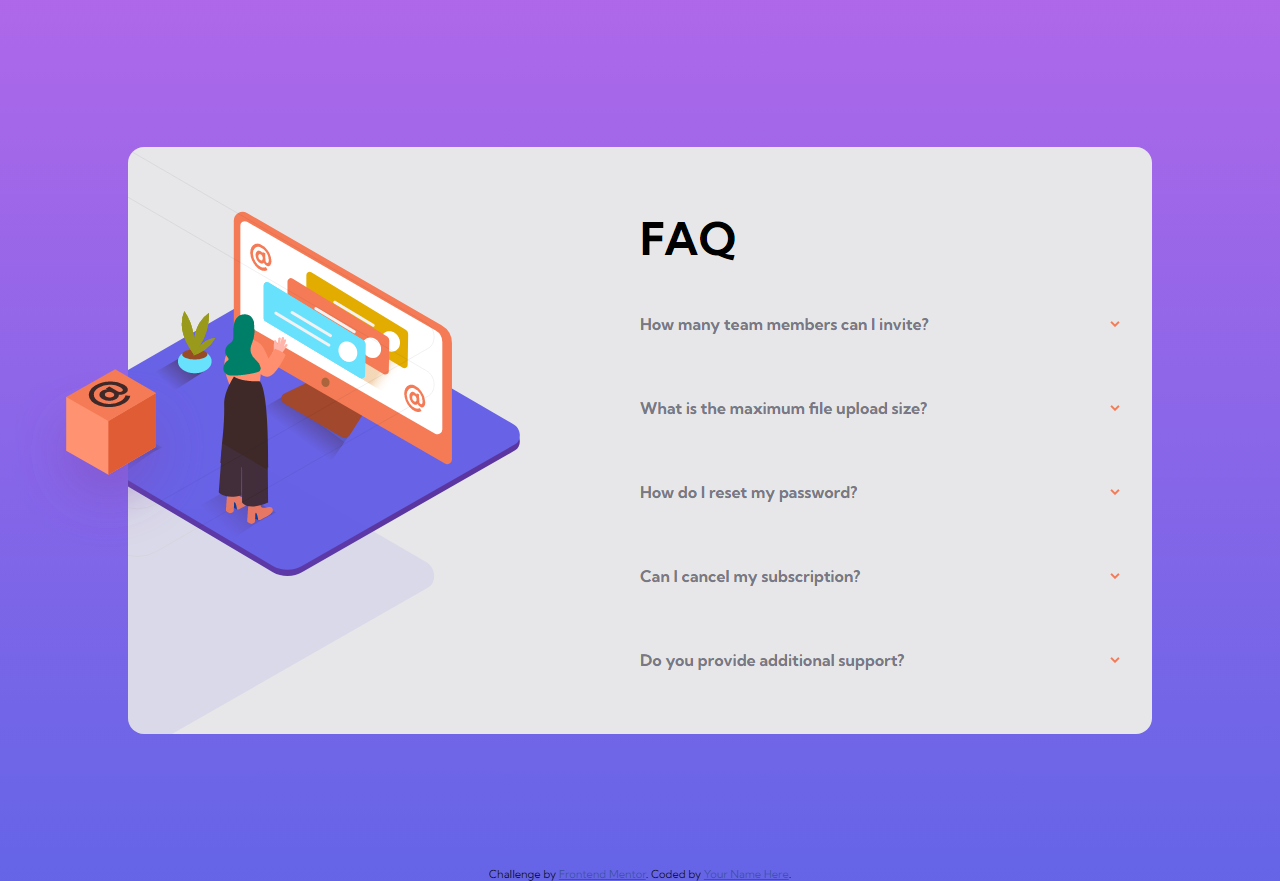 FAQ
How many team members can I invite?
What is the maximum file upload size?
How do I reset my password?
Can I cancel my subscription?
Do you provide additional support?
Challenge by Frontend Mentor. Coded by Your Name Here.